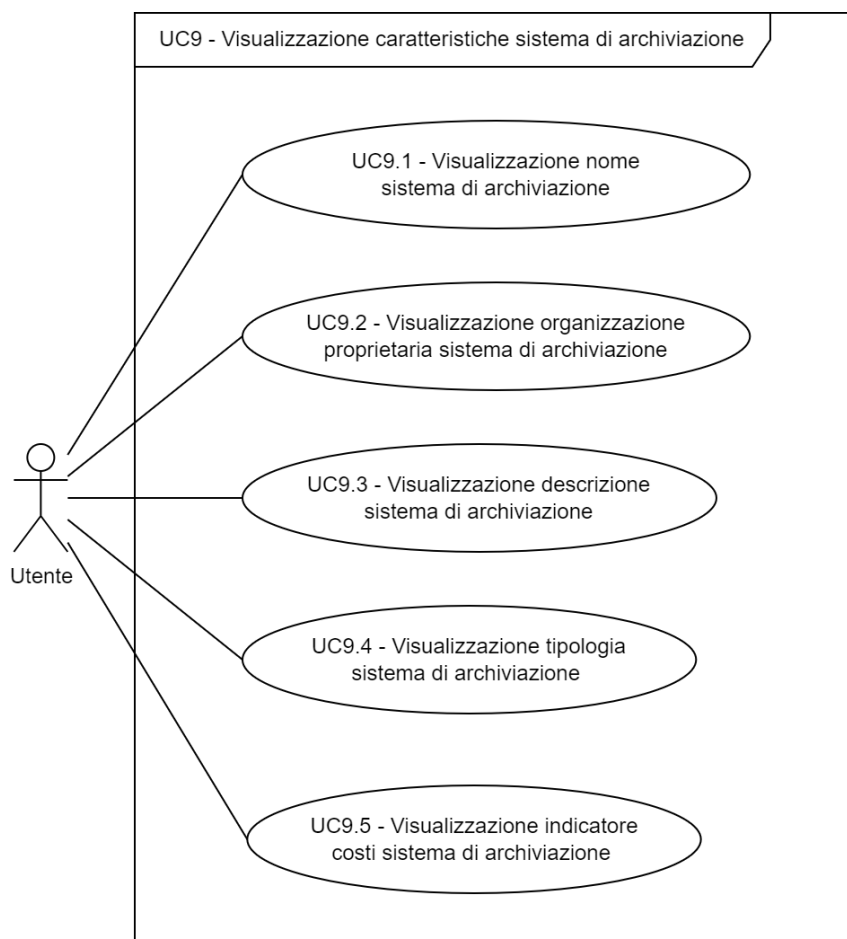 UC9 - Visualizzazione caratteristiche sistema di archiviazione
UC9.1 - Visualizzazione nome
sistema di archiviazione
UC9.2 - Visualizzazione organizzazione
proprietaria sistema di archiviazione
UC9.3 - Visualizzazione descrizione
sistema di archiviazione
Utente
UC9.4 - Visualizzazione tipologia
sistema di archiviazione
UC9.5 - Visualizzazione indicatore
costi sistema di archiviazione